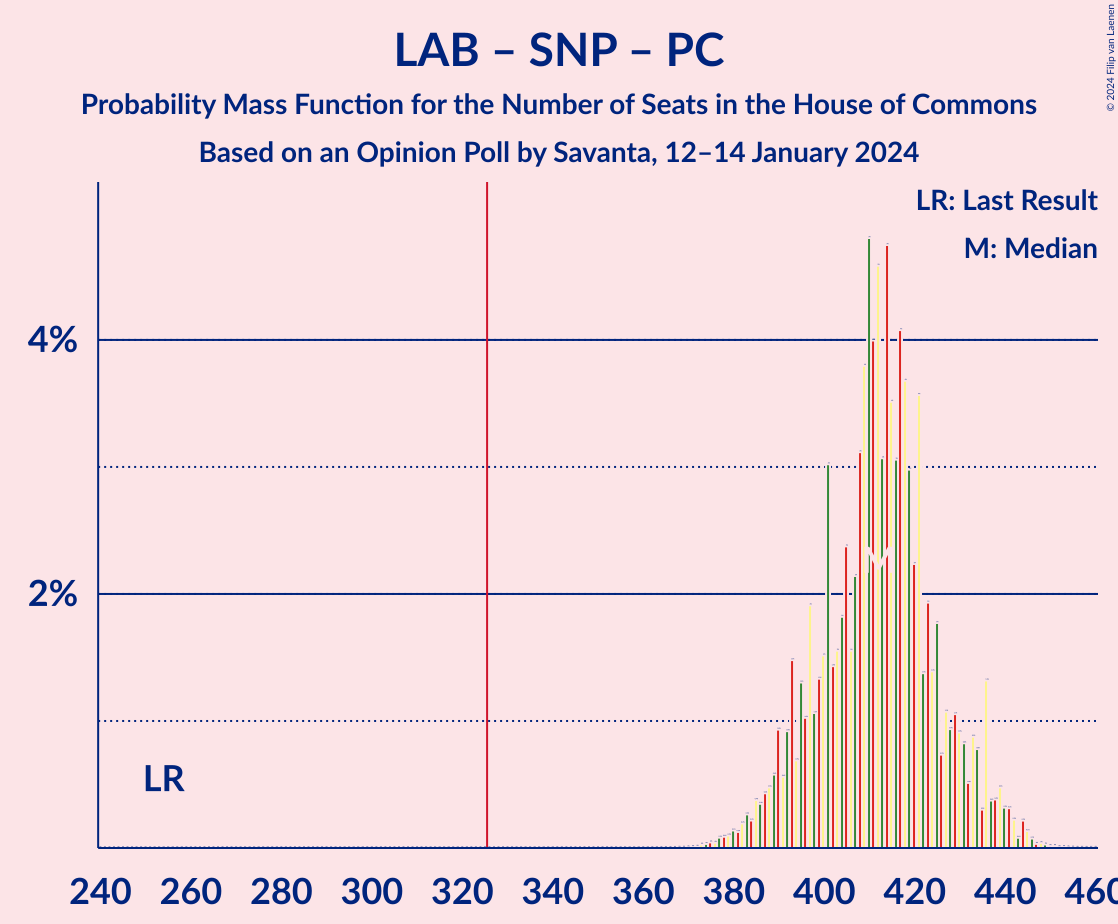 LAB – SNP – PC
Probability Mass Function for the Number of Seats in the House of Commons
Based on an Opinion Poll by Savanta, 12–14 January 2024
© 2024 Filip van Laenen
LR: Last Result
M: Median
4%
2%
LR
M
240 260 280 300 320 340 360 380 400 420 440 460